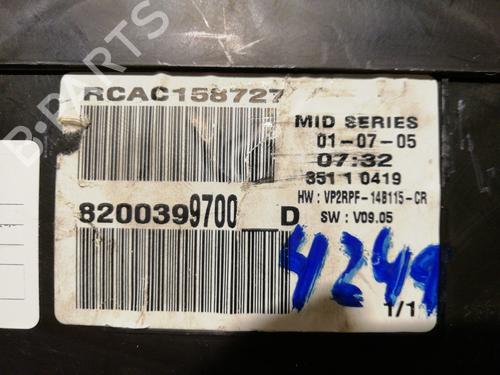 B-PARTS
RCAC158727
MID SERIES
01-07-05
07:32
851 1 0419
HW : VP2RPF-14B115-CR
8200399700 D
SW : V09.05
4249
1/1